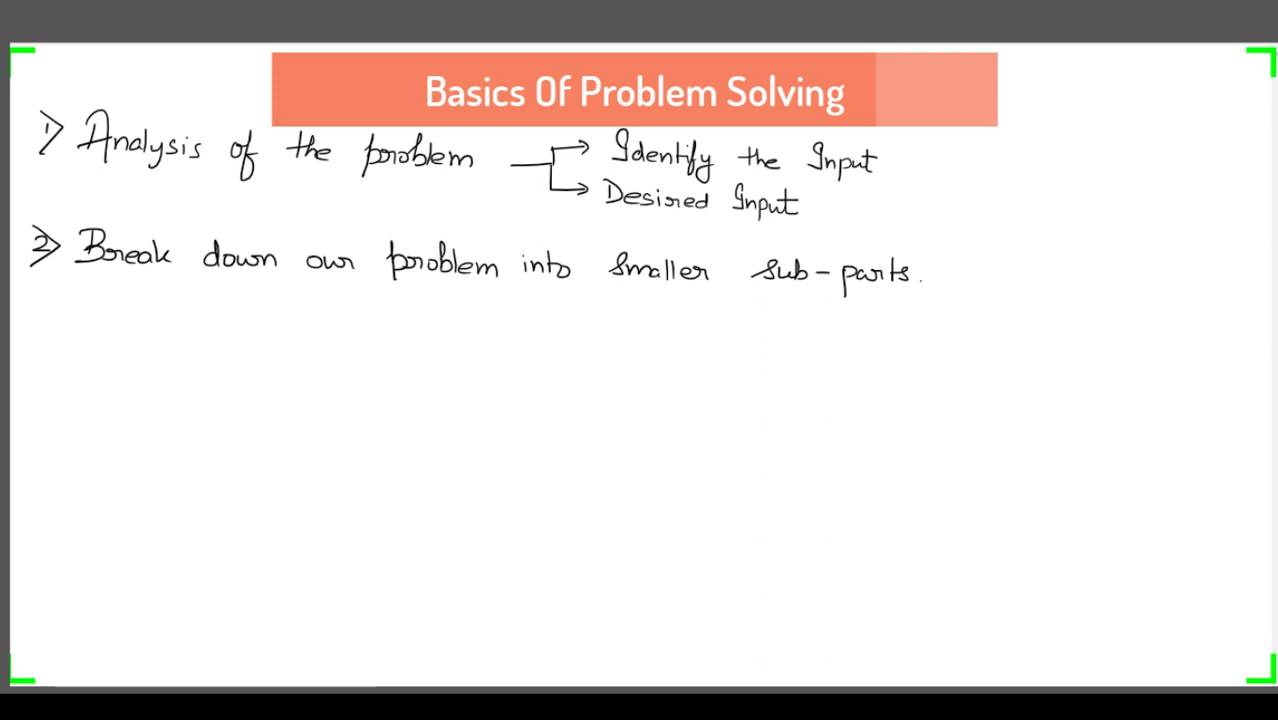 Basics Of Problem Solving
1) Analysis of the problem → Identify the Input
→ Desired Input
2) Break down our problem into smaller sub-parts.